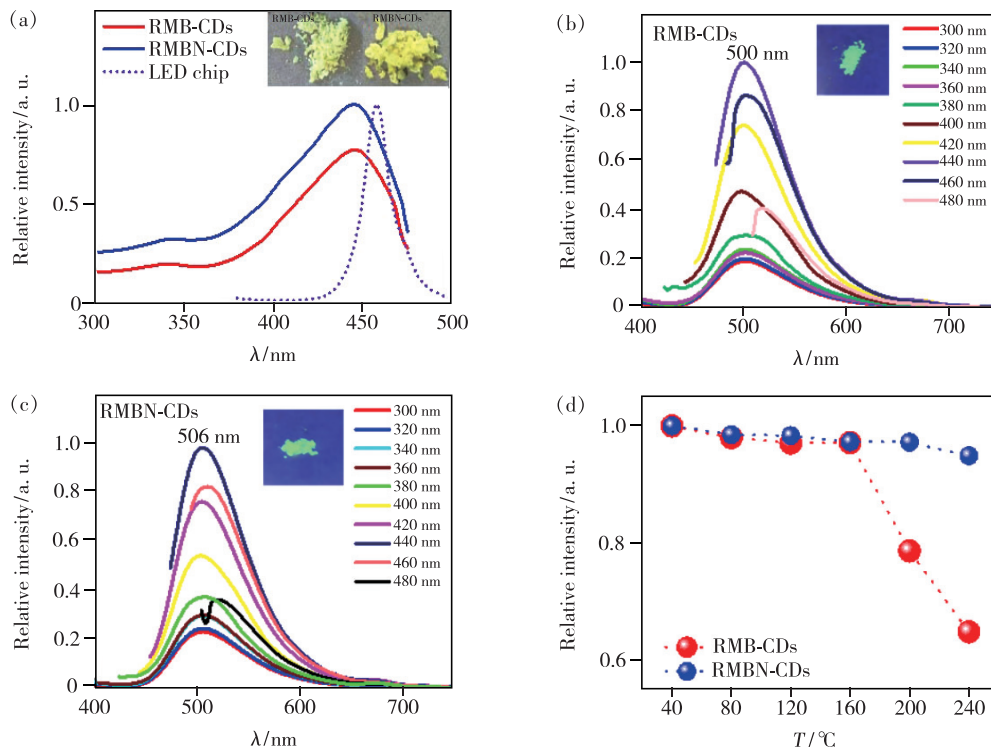 (a)
RMB-CDs
RMBN-CDs
LED chip
RMB-CDs
RMBN-CDs
Relative intensity/a. u.
1.0
0.5
0
300
350
400
450
500
λ/nm
(b)
RMB-CDs
500 nm
300 nm
320 nm
340 nm
360 nm
380 nm
400 nm
420 nm
440 nm
460 nm
480 nm
Relative intensity/a. u.
1.0
0.8
0.6
0.4
0.2
0
400
500
600
700
λ/nm
(c)
RMBN-CDs
506 nm
300 nm
320 nm
340 nm
360 nm
380 nm
400 nm
420 nm
440 nm
460 nm
480 nm
Relative intensity/a. u.
1.0
0.8
0.6
0.4
0.2
0
400
500
600
700
λ/nm
(d)
Relative intensity/a. u.
1.0
0.8
0.6
RMB-CDs
RMBN-CDs
40
80
120
160
200
240
T/℃